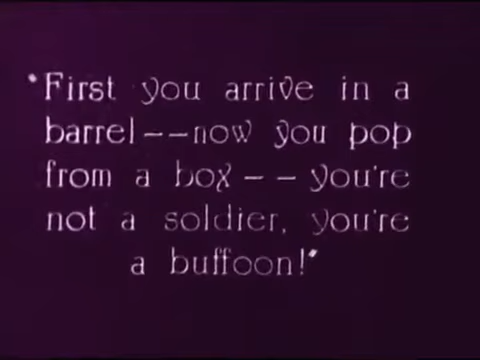 "First you arrive in a
barrel--now you pop
from a box-- you're
not a soldier, you're
a buffoon!"